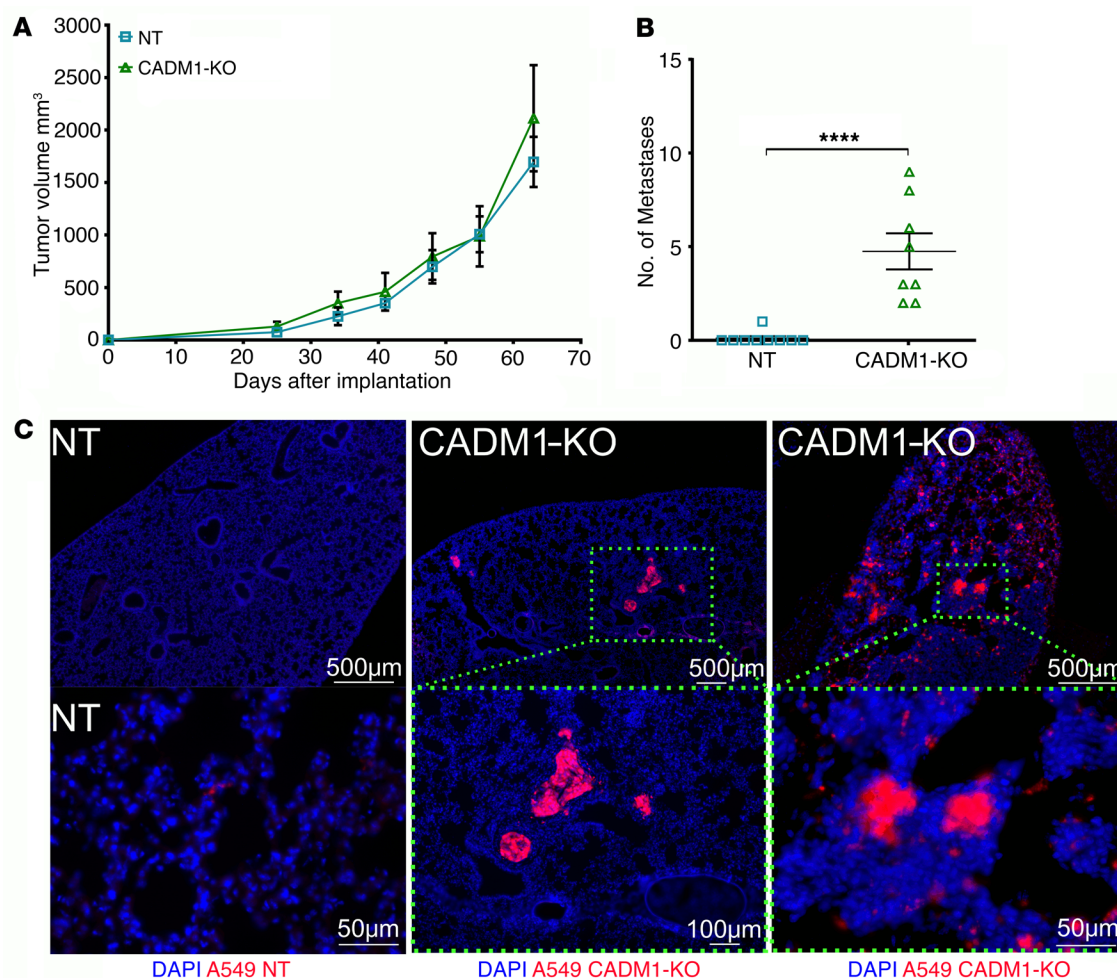 A
3000
2500
2000
1500
1000
500
0
Tumor volume mm³
NT
CADM1-KO
0 10 20 30 40 50 60 70
Days after implantation
B
15
10
5
0
No. of Metastases
****
NT CADM1-KO
C
NT
500µm
CADM1-KO
500µm
CADM1-KO
500µm
NT
50µm
100µm
50µm
DAPI A549 NT
DAPI A549 CADM1-KO
DAPI A549 CADM1-KO